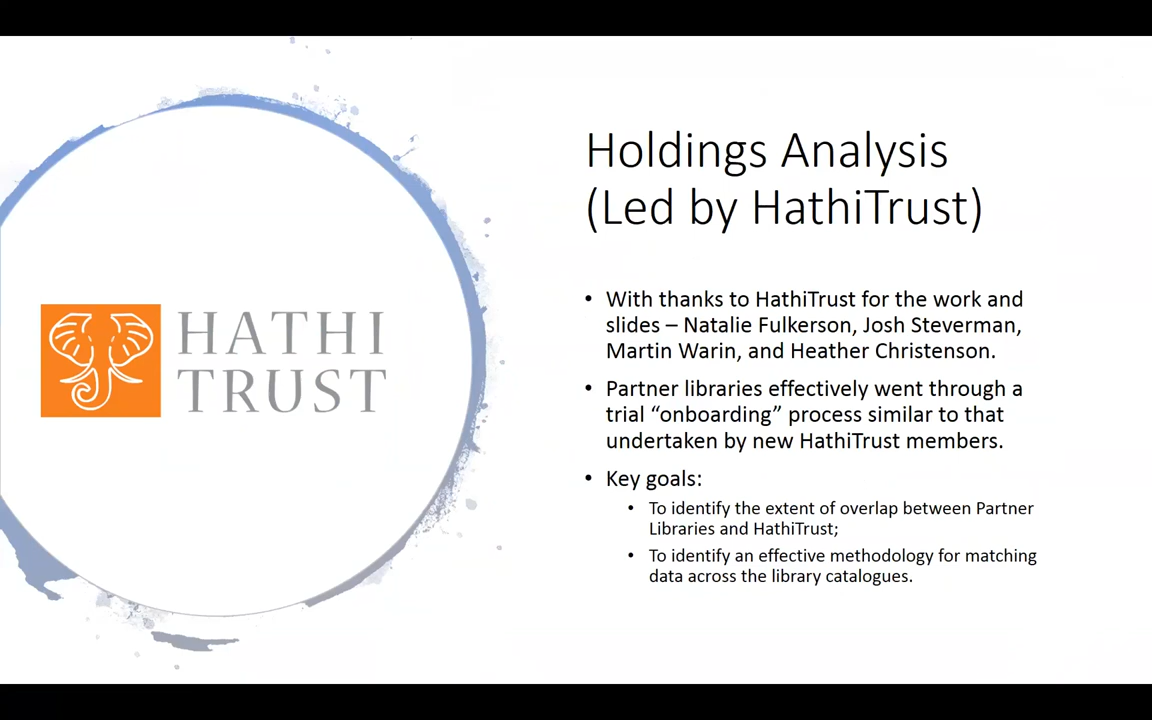 HATHI
TRUST
Holdings Analysis
(Led by HathiTrust)
• With thanks to HathiTrust for the work and
slides – Natalie Fulkerson, Josh Steverman,
Martin Warin, and Heather Christenson.
• Partner libraries effectively went through a
trial “onboarding” process similar to that
undertaken by new HathiTrust members.
• Key goals:
• To identify the extent of overlap between Partner
Libraries and HathiTrust;
• To identify an effective methodology for matching
data across the library catalogues.